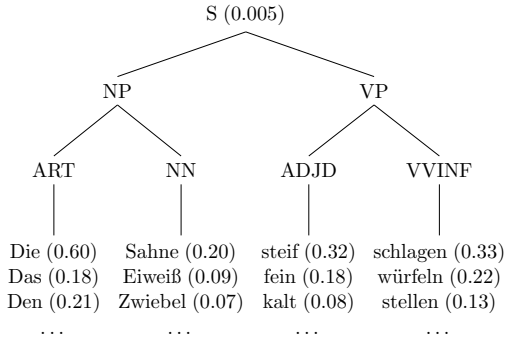 S (0.005)
NP VP
ART NN ADJD VVINF
Die (0.60) Sahne (0.20) steif (0.32) schlagen (0.33)
Das (0.18) Eiweiß (0.09) fein (0.18) würfeln (0.22)
Den (0.21) Zwiebel (0.07) kalt (0.08) stellen (0.13)
... ... ... ...